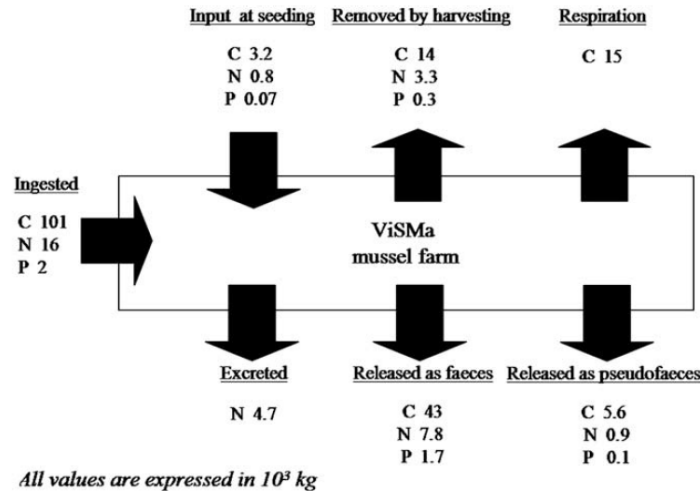 Input at seeding
C 3.2
N 0.8
P 0.07
Removed by harvesting
C 14
N 3.3
P 0.3
Respiration
C 15
Ingested
C 101
N 16
P 2
ViSMa
mussel farm
Excreted
N 4.7
Released as faeces
C 43
N 7.8
P 1.7
Released as pseudofaeces
C 5.6
N 0.9
P 0.1
All values are expressed in 10³ kg